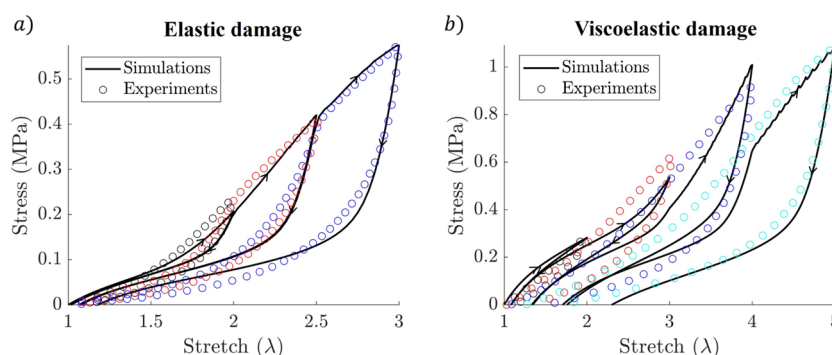 a) Elastic damage
Simulations
Experiments
Stress (MPa)
0.5
0.4
0.3
0.2
0.1
0
1
1.5
2
2.5
3
Stretch (λ)
b) Viscoelastic damage
Simulations
Experiments
Stress (MPa)
1
0.8
0.6
0.4
0.2
0
1
2
3
4
5
Stretch (λ)